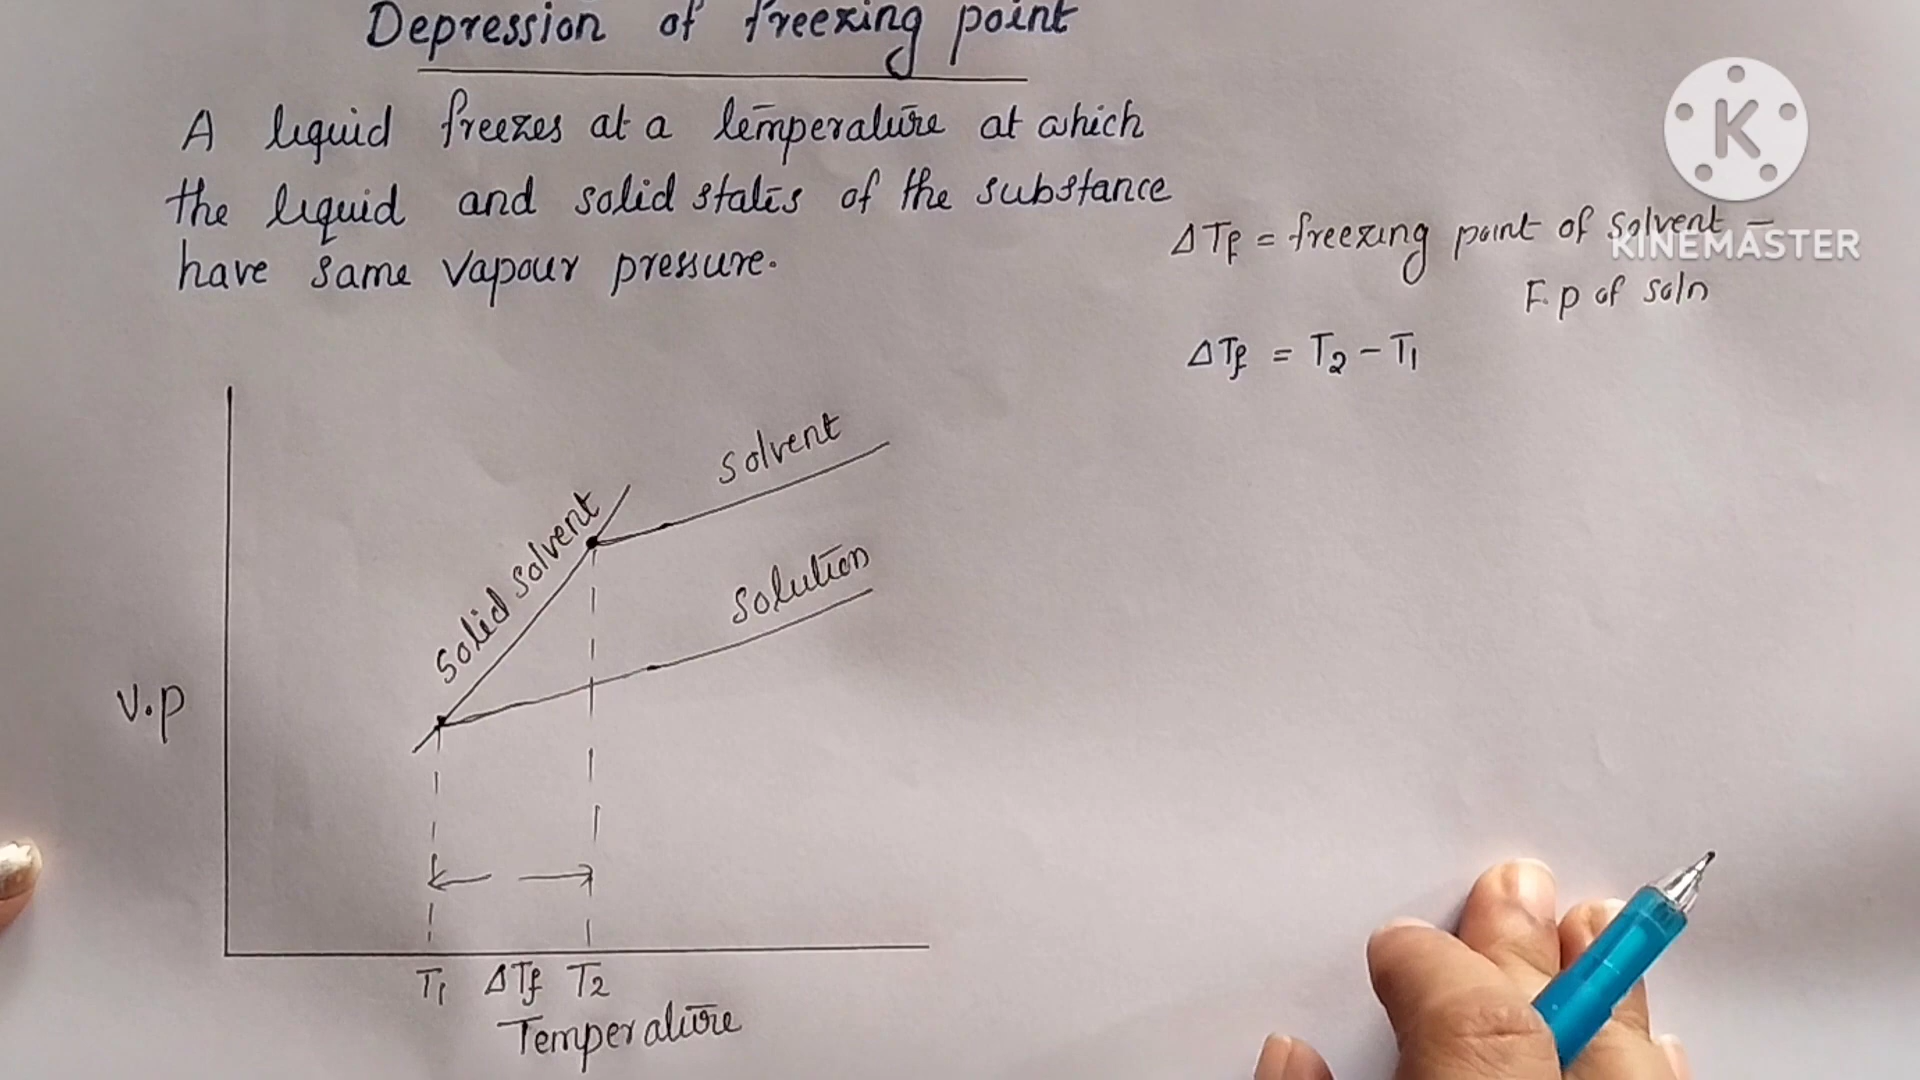 Depression of freezing point
A liquid freezes at a temperature at which
the liquid and solid states of the substance
have same vapour pressure.
K
KINEMASTER
ΔTf = freezing point of solvent –
F.p of soln
ΔTf = T2 – T1
solvent
solid solvent
solution
V.p
T1 ΔTf T2
Temperature